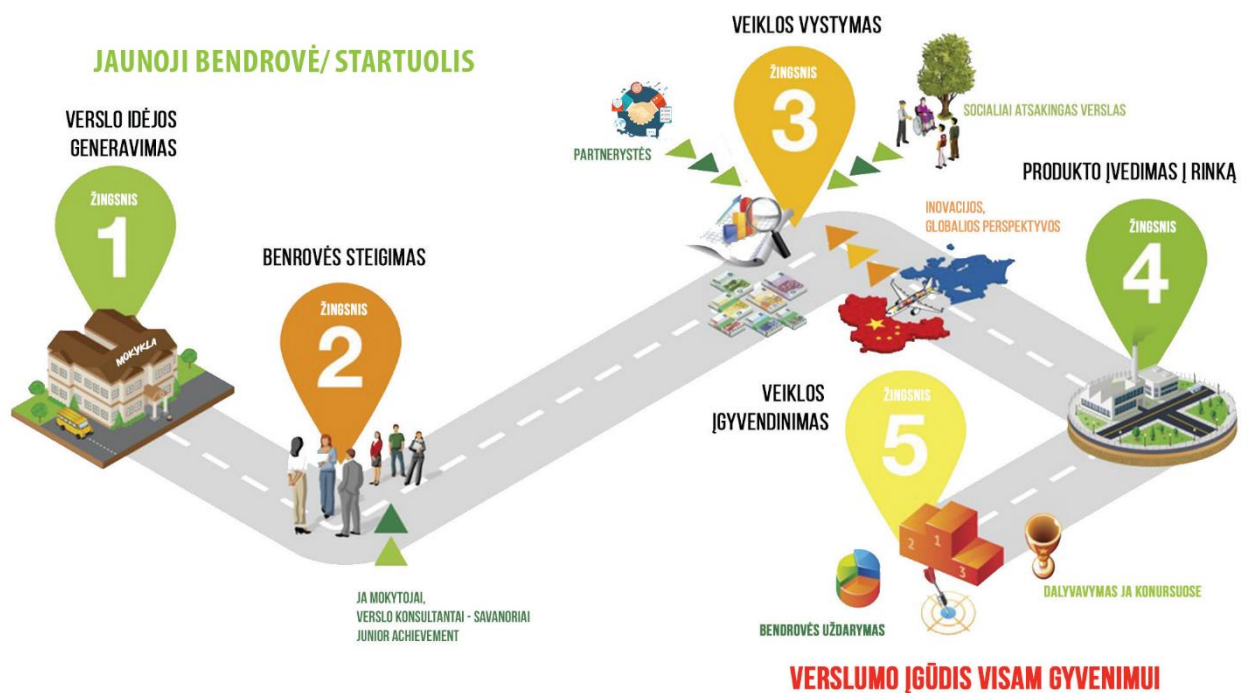 JAUNOJI BENDROVĖ/ STARTUOLIS
VERSLO IDĖJOS
GENERAVIMAS
ŽINGSNIS
1
MOKYKLA
BENROVĖS STEIGIMAS
ŽINGSNIS
2
JA MOKYTOJAI,
VERSLO KONSULTANTAI - SAVANORIAI
JUNIOR ACHIEVEMENT
VEIKLOS VYSTYMAS
ŽINGSNIS
3
PARTNERYSTĖS
SOCIALIAI ATSAKINGAS VERSLAS
INOVACIJOS,
GLOBALIOS PERSPEKTYVOS
PRODUKTO ĮVEDIMAS Į RINKĄ
ŽINGSNIS
4
VEIKLOS
ĮGYVENDINIMAS
ŽINGSNIS
5
2
1
3
BENDROVĖS UŽDARYMAS
DALYVAVYMAS JA KONURSUOSE
VERSLUMO ĮGŪDIS VISAM GYVENIMUI